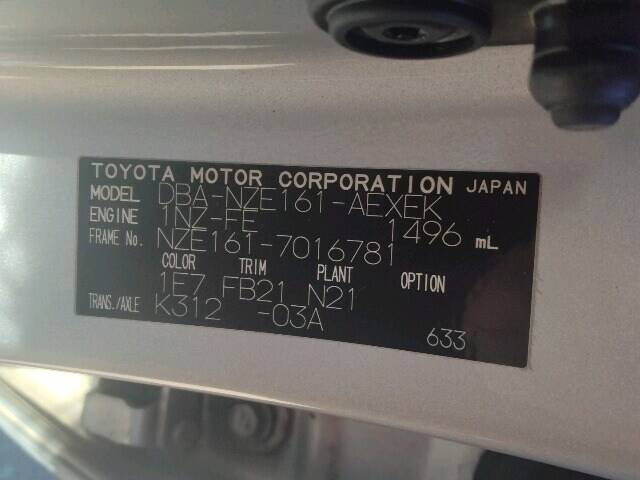 TOYOTA MOTOR CORPORATION JAPAN
MODEL DBA-NZE161-AEXEK
ENGINE 1NZ-FE 1496 mL
FRAME No. NZE161-7016781
COLOR TRIM PLANT OPTION
1E7 FB21 N21
TRANS./AXLE K312 -03A
633